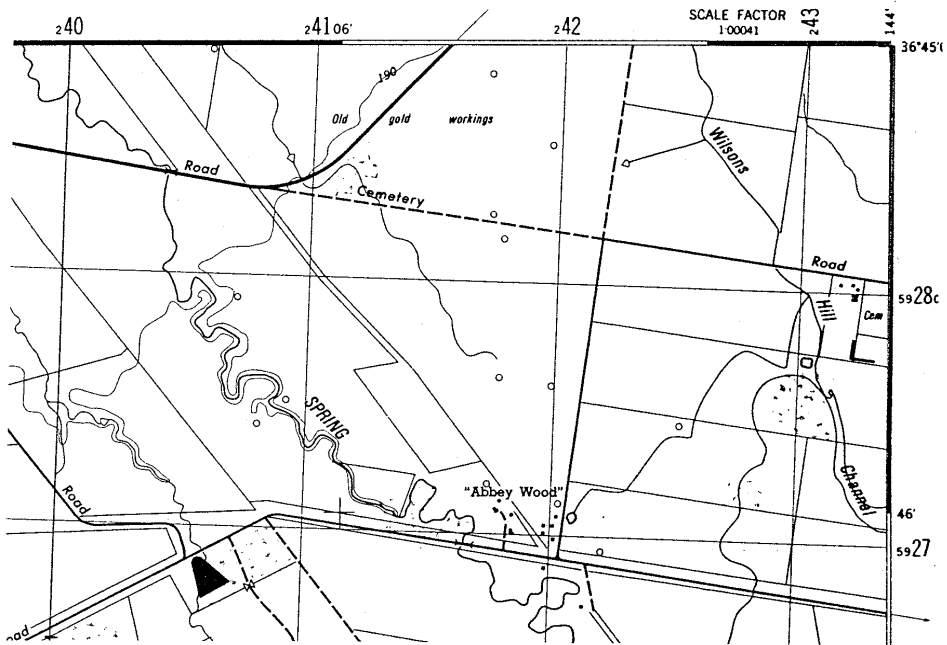 SCALE FACTOR
1·00041
240
241
06'
242
243
144°
36°45'
190
Old gold workings
Road
Cemetery
Wilsons
Road
Hill
Cem
5928
SPRING
"Abbey Wood"
Channel
Road
46'
5927